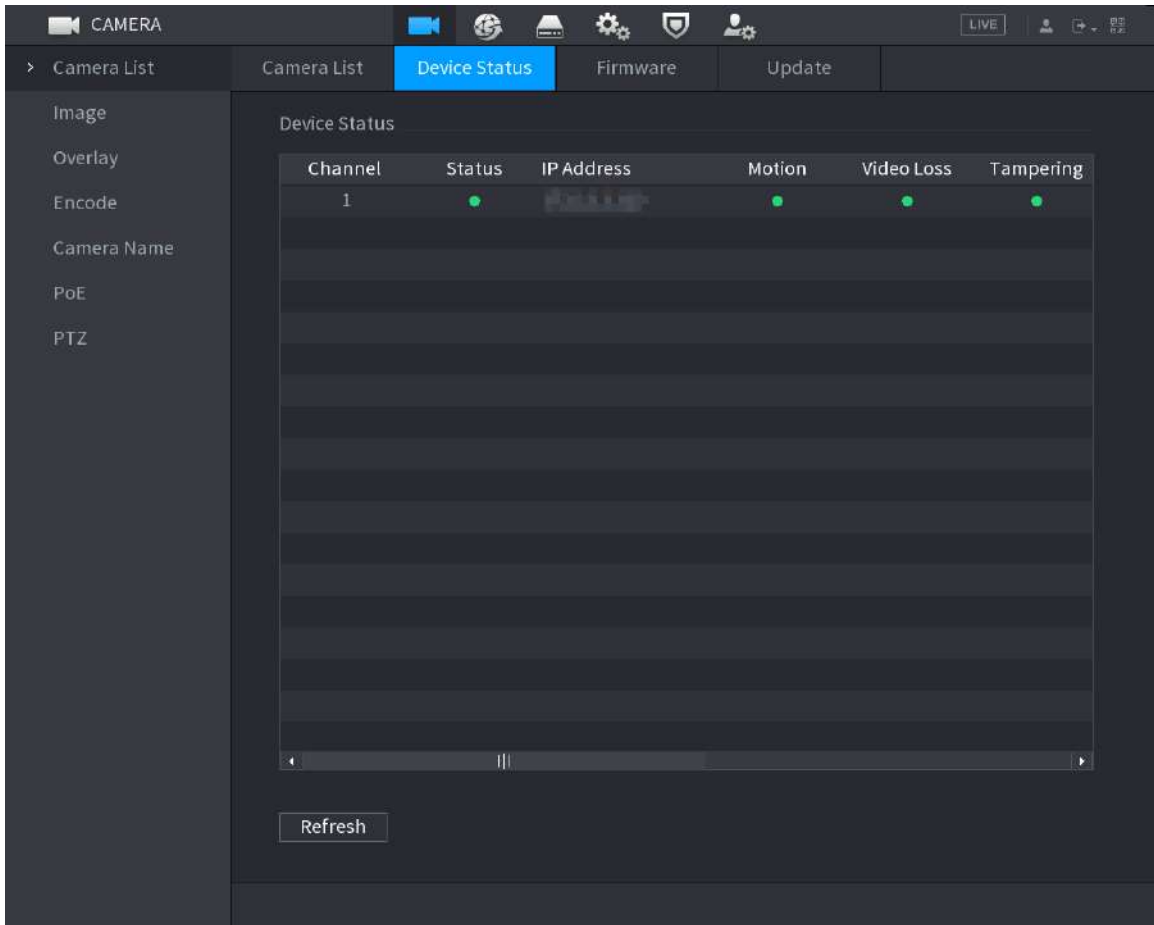 CAMERA LIVE
Camera List
Image
Overlay
Encode
Camera Name
PoE
PTZ
Camera List Device Status Firmware Update
Device Status
Channel Status IP Address Motion Video Loss Tampering
1
Refresh